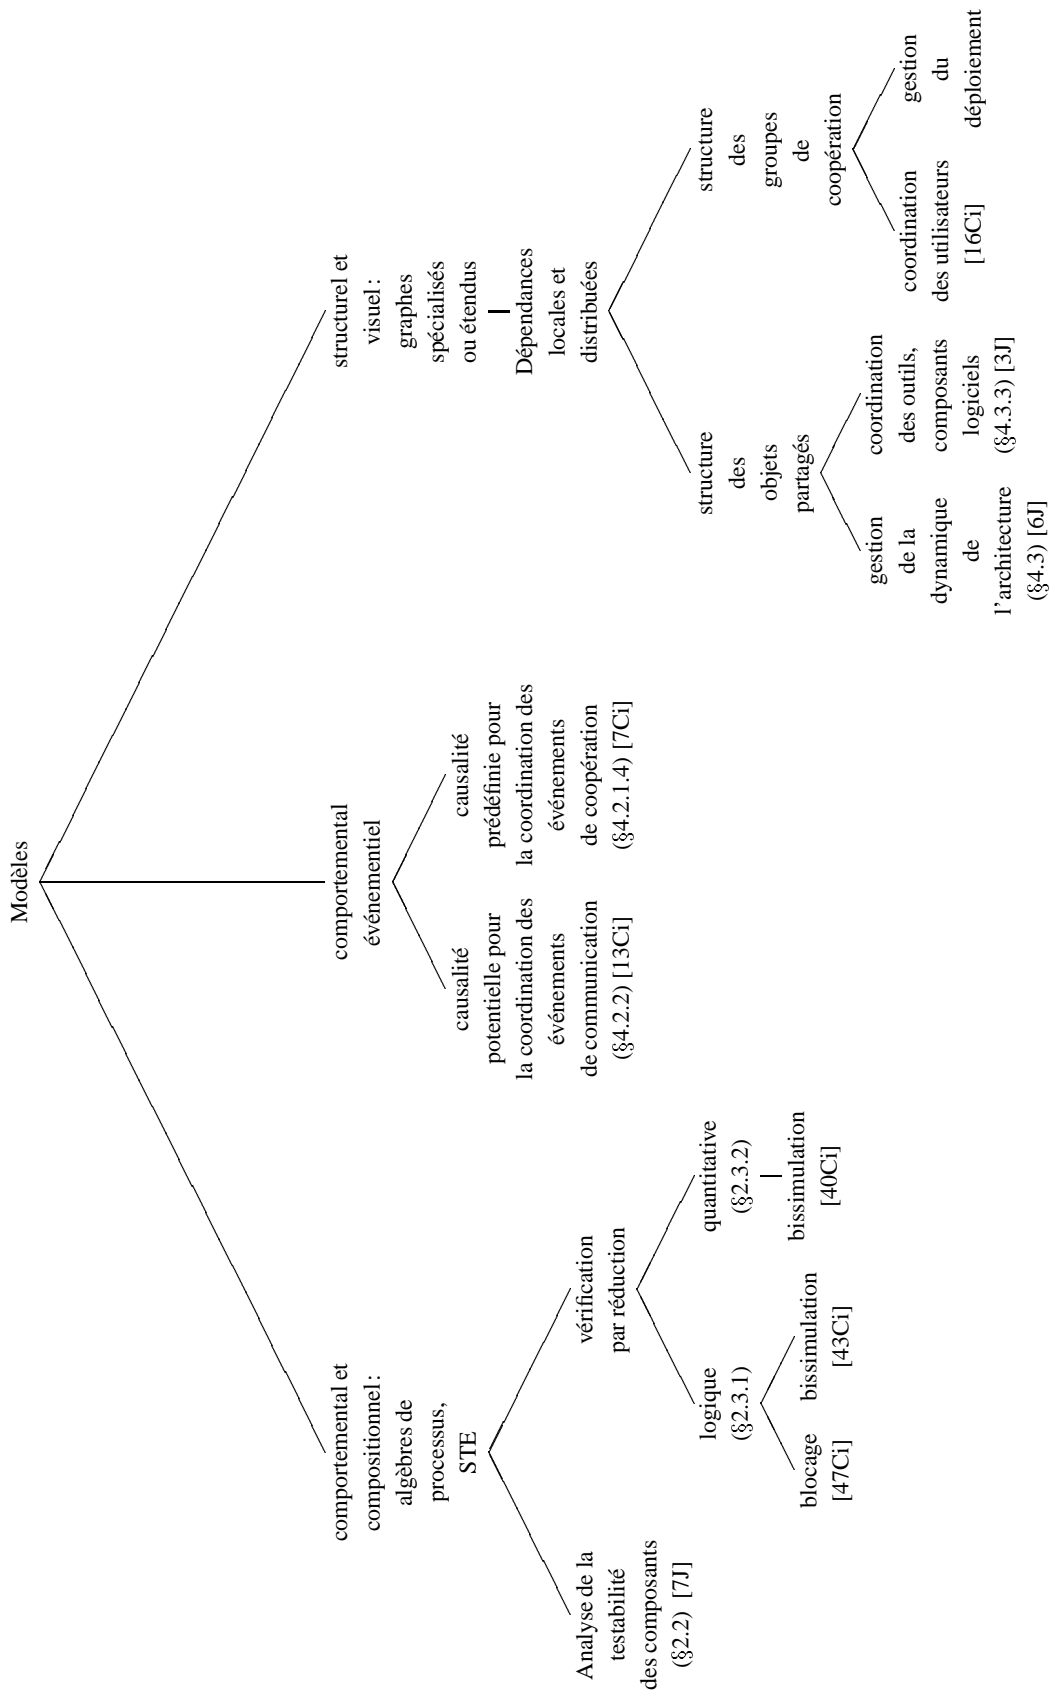 Modèles
comportemental et
compositionnel :
algèbres de
processus,
STE
Analyse de la
testabilité
des composants
(§2.2) [7J]
vérification
par réduction
logique
(§2.3.1)
blocage
[47Ci]
bissimulation
[43Ci]
quantitative
(§2.3.2)
bissimulation
[40Ci]
comportemental
événementiel
causalité
potentielle pour
la coordination des
événements
de communication
(§4.2.2) [13Ci]
causalité
prédéfinie pour
la coordination des
événements
de coopération
(§4.2.1.4) [7Ci]
structurel et
visuel :
graphes
spécialisés
ou étendus
Dépendances
locales et
distribuées
structure
des
objets
partagés
gestion
de la
dynamique
de
l'architecture
(§4.3) [6J]
coordination
des outils,
composants
logiciels
(§4.3.3) [3J]
structure
des
groupes
de
coopération
coordination
des utilisateurs
[16Ci]
gestion
du
déploiement